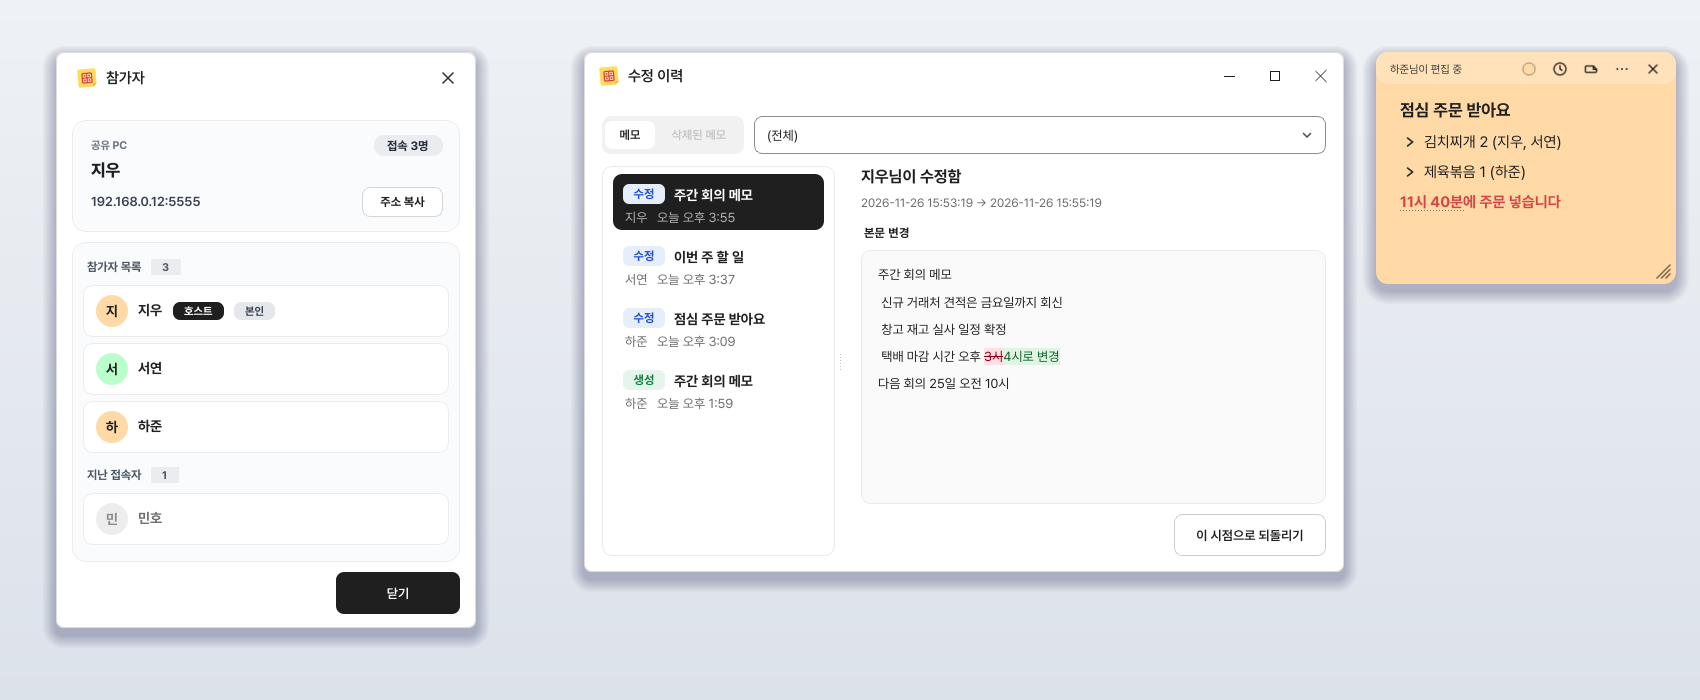 참가자
공유 PC
접속 3명
지우
192.168.0.12:5555
주소 복사
참가자 목록 3
지 지우 호스트 본인
서 서연
하 하준
지난 접속자 1
민 민호
닫기
수정 이력
메모 삭제된 메모
(전체)
수정 주간 회의 메모
지우 오늘 오후 3:55
수정 이번 주 할 일
서연 오늘 오후 3:37
수정 점심 주문 받아요
하준 오늘 오후 3:09
생성 주간 회의 메모
하준 오늘 오후 1:59
지우님이 수정함
2026-11-26 15:53:19 → 2026-11-26 15:55:19
본문 변경
주간 회의 메모
신규 거래처 견적은 금요일까지 회신
창고 재고 실사 일정 확정
택배 마감 시간 오후 3시4시로 변경
다음 회의 25일 오전 10시
이 시점으로 되돌리기
하준님이 편집 중
점심 주문 받아요
김치찌개 2 (지우, 서연)
제육볶음 1 (하준)
11시 40분에 주문 넣습니다